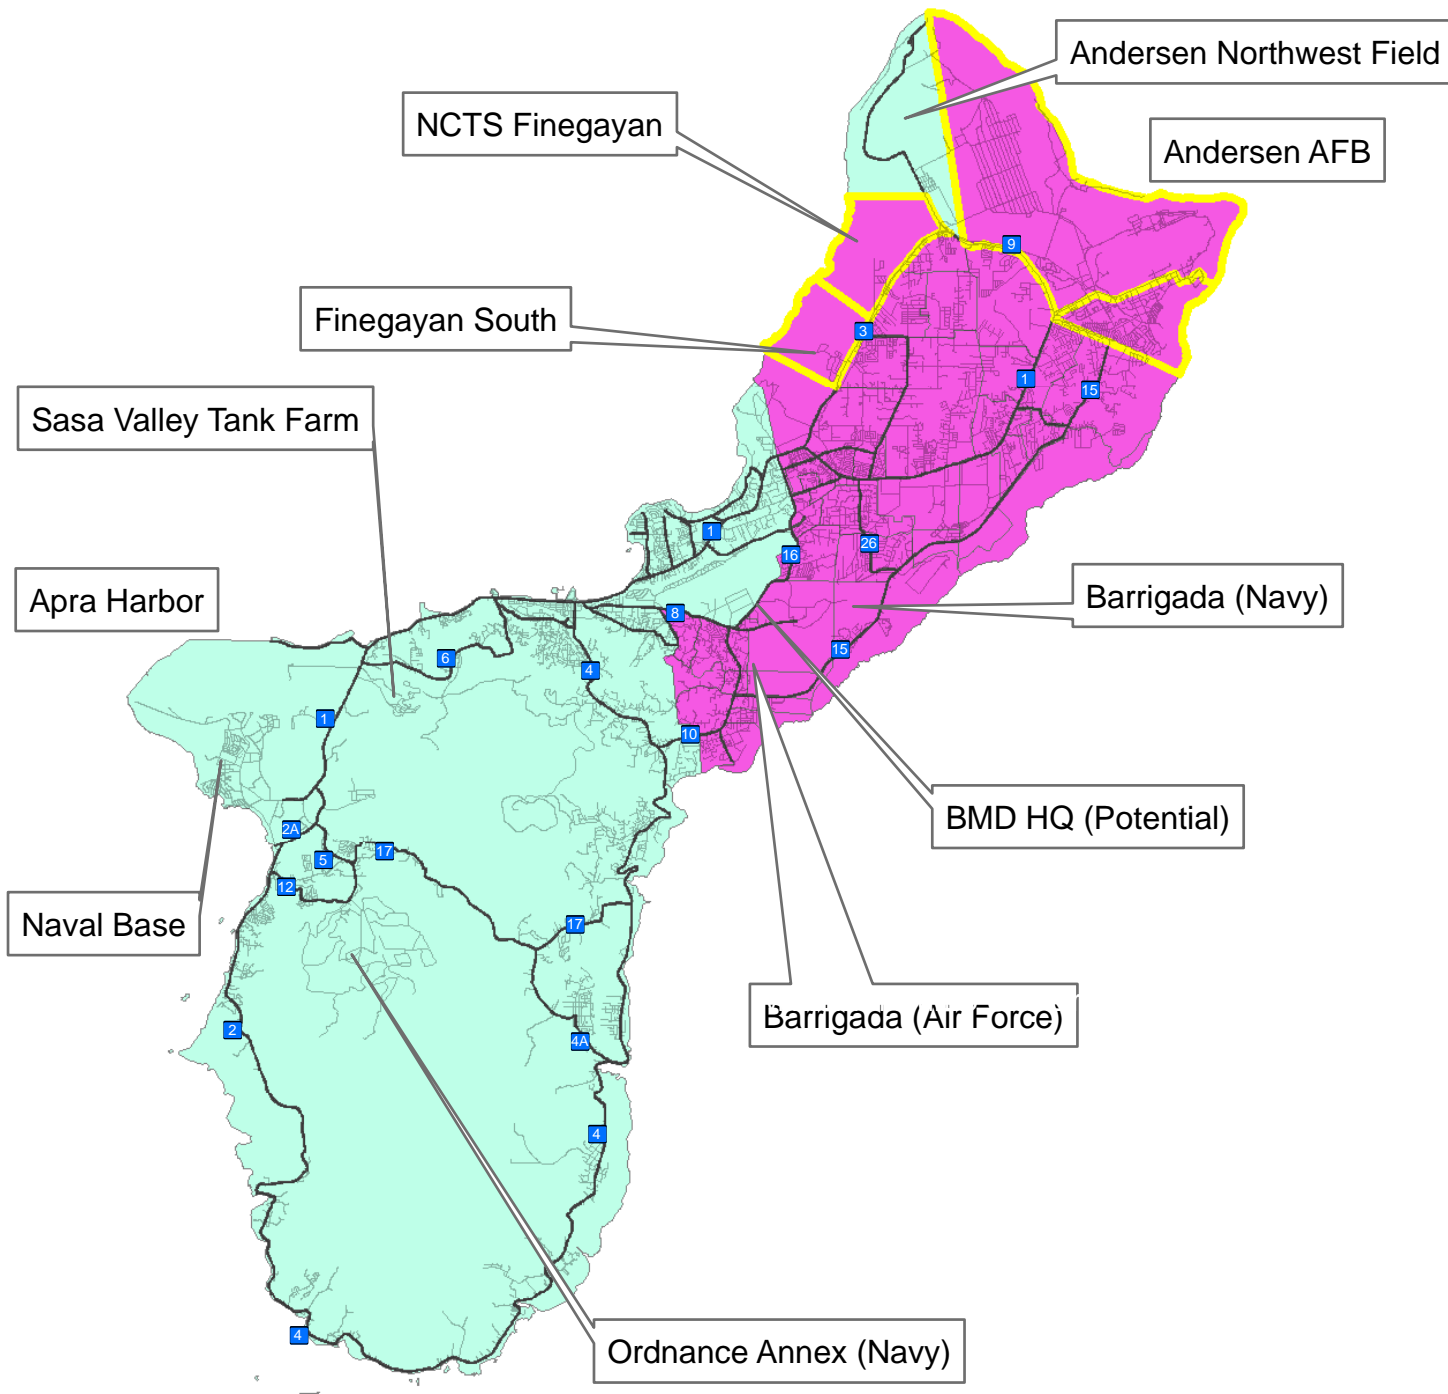 Andersen Northwest Field
NCTS Finegayan
Andersen AFB
9
Finegayan South
3
1
15
Sasa Valley Tank Farm
1
26
16
Apra Harbor
Barrigada (Navy)
8
6
4
15
1
10
BMD HQ (Potential)
2A
17
5
12
Naval Base
17
Barrigada (Air Force)
2
4A
4
4
Ordnance Annex (Navy)